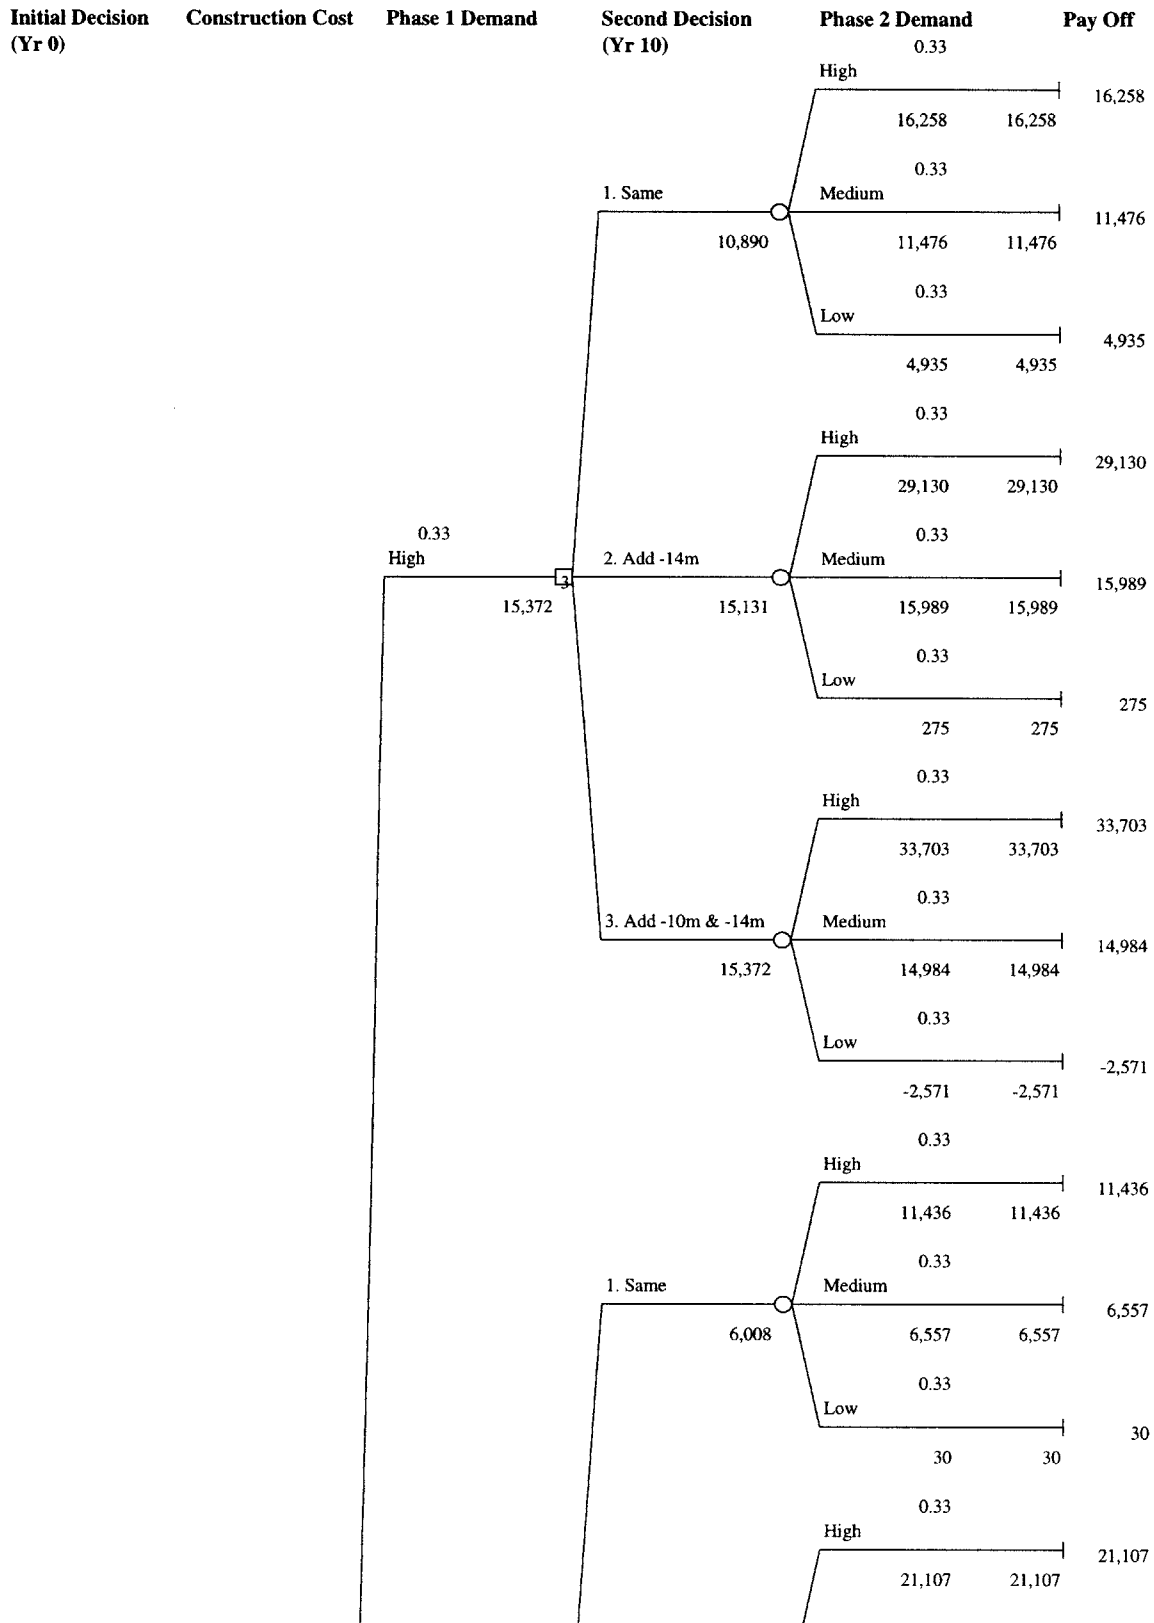 Initial Decision Construction Cost Phase 1 Demand Second Decision Phase 2 Demand Pay Off
(Yr 0) (Yr 10)
0.33
High
16,258
16,258 16,258
0.33
1. Same Medium
11,476
10,890 11,476 11,476
0.33
Low
4,935
4,935 4,935
0.33
High
29,130
29,130 29,130
0.33 0.33
High 2. Add -14m Medium
3 15,989
15,372 15,131 15,989 15,989
0.33
Low
275
275 275
0.33
High
33,703
33,703 33,703
0.33
3. Add -10m & -14m Medium
14,984
15,372 14,984 14,984
0.33
Low
-2,571
-2,571 -2,571
0.33
High
11,436
11,436 11,436
0.33
1. Same Medium
6,557
6,008 6,557 6,557
0.33
Low
30
30 30
0.33
High
21,107
21,107 21,107